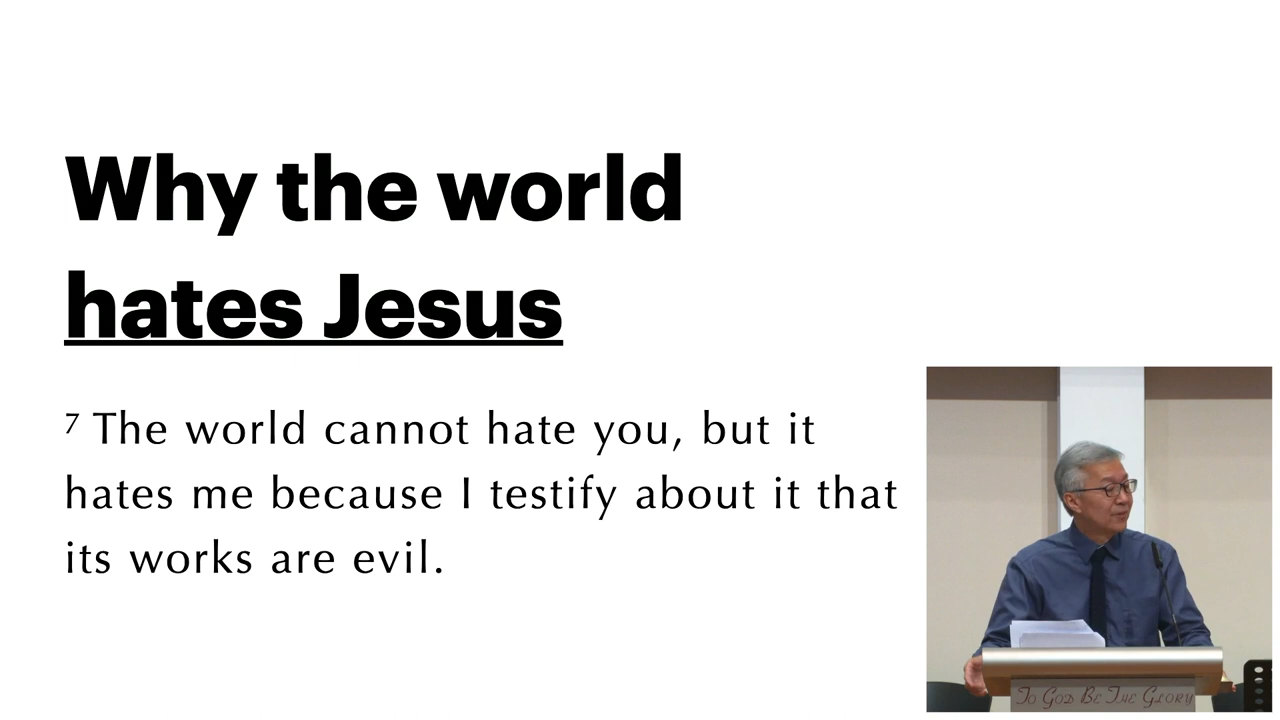 Why the world
hates Jesus
⁷ The world cannot hate you, but it
hates me because I testify about it that
its works are evil.
To God Be The Glory